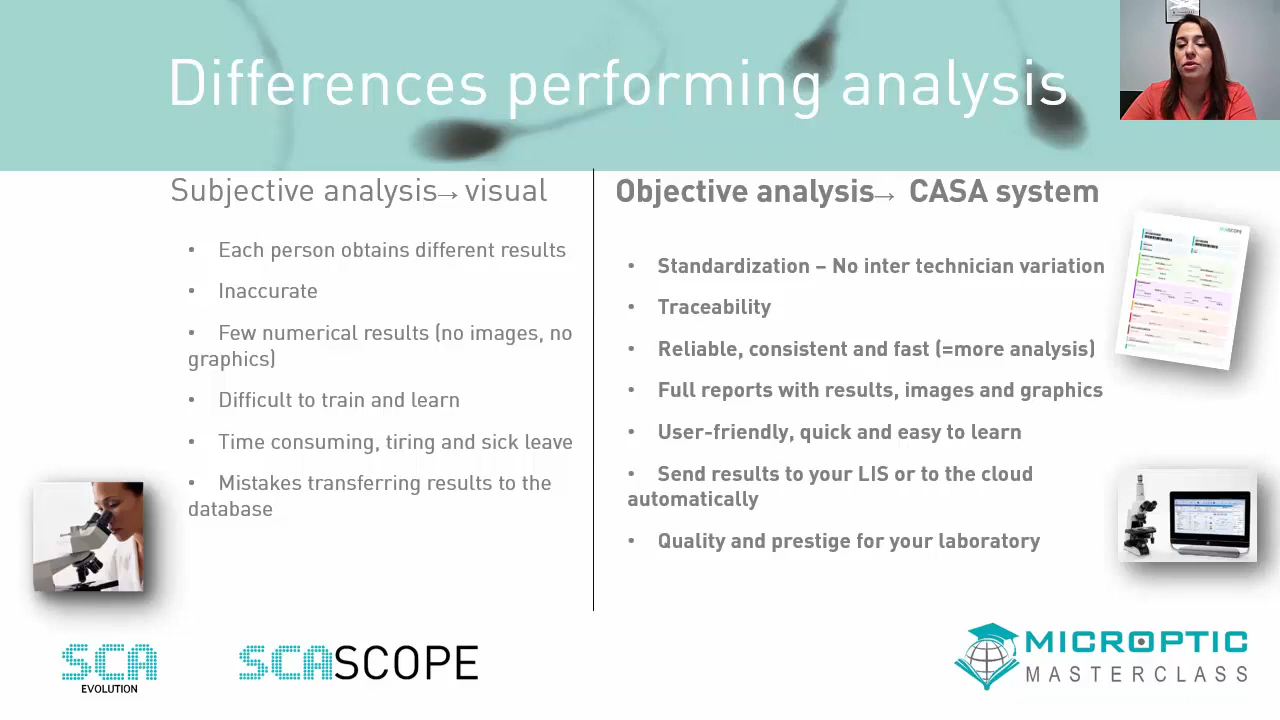 Differences performing analysis
Subjective analysis→ visual
• Each person obtains different results
• Inaccurate
• Few numerical results (no images, no
graphics)
• Difficult to train and learn
• Time consuming, tiring and sick leave
• Mistakes transferring results to the
database
Objective analysis→ CASA system
• Standardization – No inter technician variation
• Traceability
• Reliable, consistent and fast (=more analysis)
• Full reports with results, images and graphics
• User-friendly, quick and easy to learn
• Send results to your LIS or to the cloud
automatically
• Quality and prestige for your laboratory
SCA
EVOLUTION
SCASCOPE
MICROPTIC
MASTERCLASS